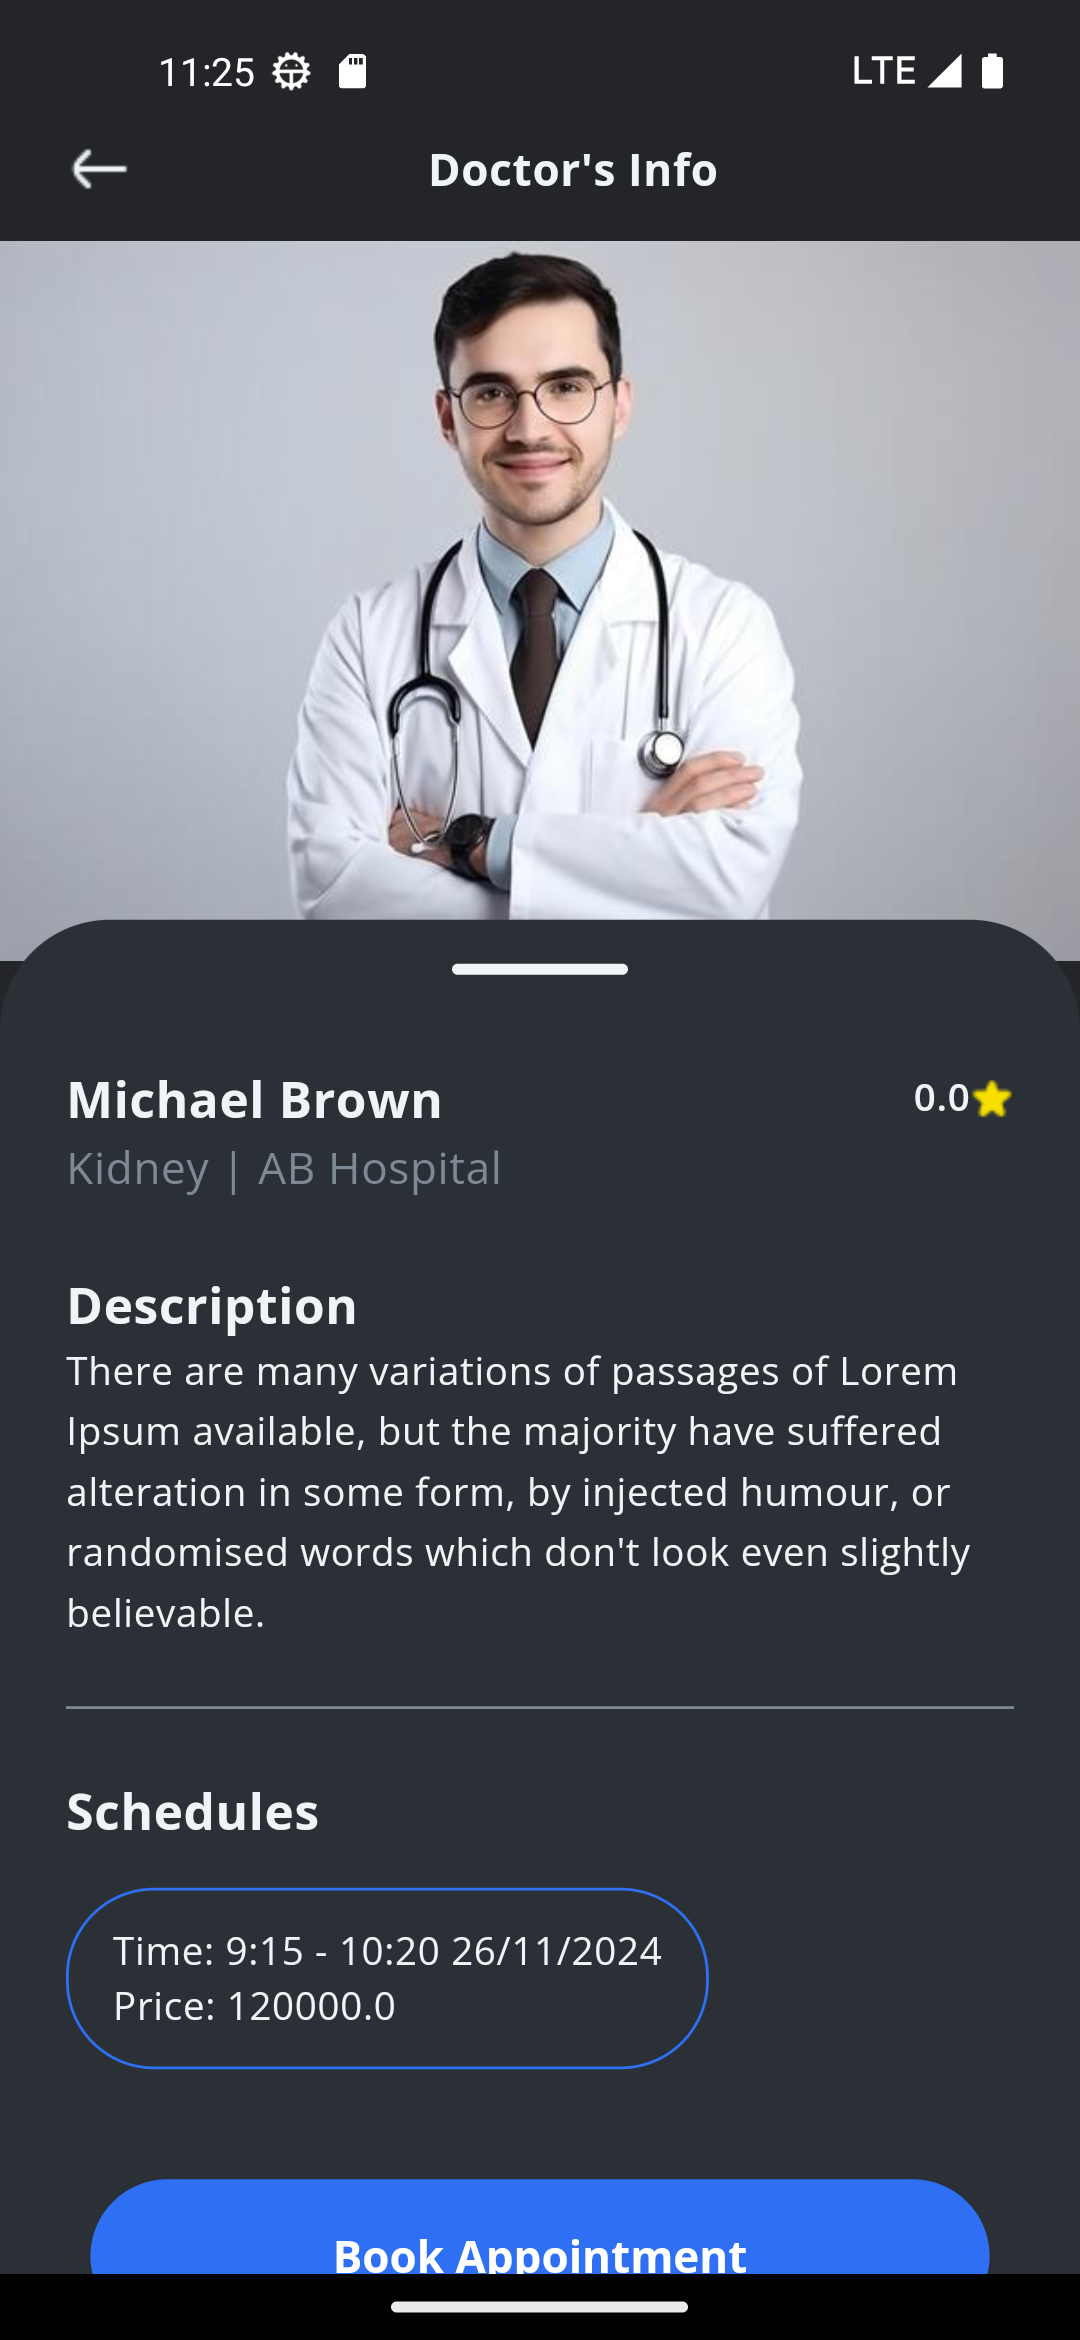 11:25
LTE
Doctor's Info
Michael Brown
0.0
Kidney | AB Hospital
Description
There are many variations of passages of Lorem
Ipsum available, but the majority have suffered
alteration in some form, by injected humour, or
randomised words which don't look even slightly
believable.
Schedules
Time: 9:15 - 10:20 26/11/2024
Price: 120000.0
Book Appointment